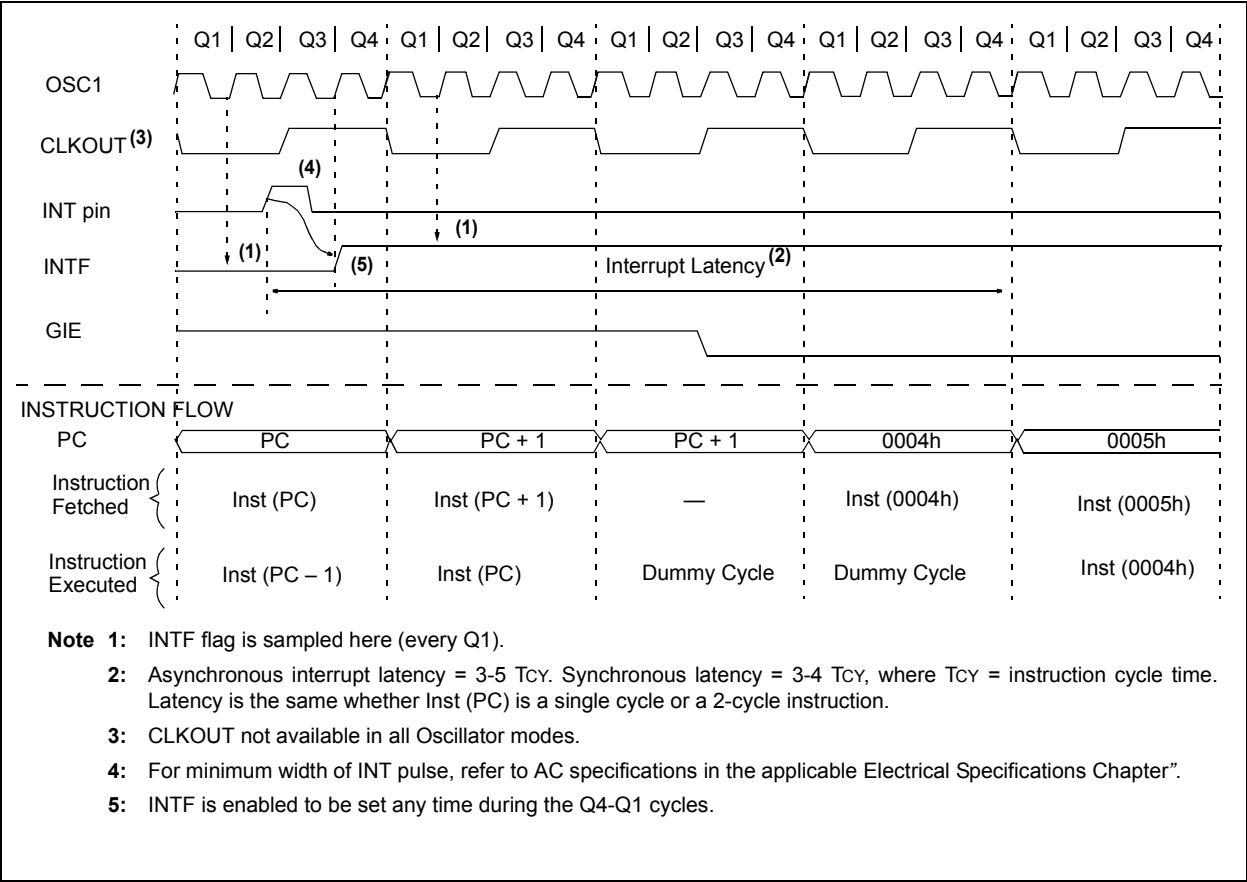 Q1 | Q2 | Q3 | Q4 Q1 | Q2 | Q3 | Q4 Q1 | Q2 | Q3 | Q4 Q1 | Q2 | Q3 | Q4 Q1 | Q2 | Q3 | Q4
OSC1
CLKOUT(3)
(4)
INT pin
(1)
(1)
INTF
(5)
Interrupt Latency(2)
GIE
INSTRUCTION FLOW
PC PC PC + 1 PC + 1 0004h 0005h
Instruction
Fetched
Inst (PC) Inst (PC + 1) — Inst (0004h) Inst (0005h)
Instruction
Executed
Inst (PC – 1) Inst (PC) Dummy Cycle Dummy Cycle Inst (0004h)
Note 1: INTF flag is sampled here (every Q1).
2: Asynchronous interrupt latency = 3-5 TCY. Synchronous latency = 3-4 TCY, where TCY = instruction cycle time.
Latency is the same whether Inst (PC) is a single cycle or a 2-cycle instruction.
3: CLKOUT not available in all Oscillator modes.
4: For minimum width of INT pulse, refer to AC specifications in the applicable Electrical Specifications Chapter”.
5: INTF is enabled to be set any time during the Q4-Q1 cycles.